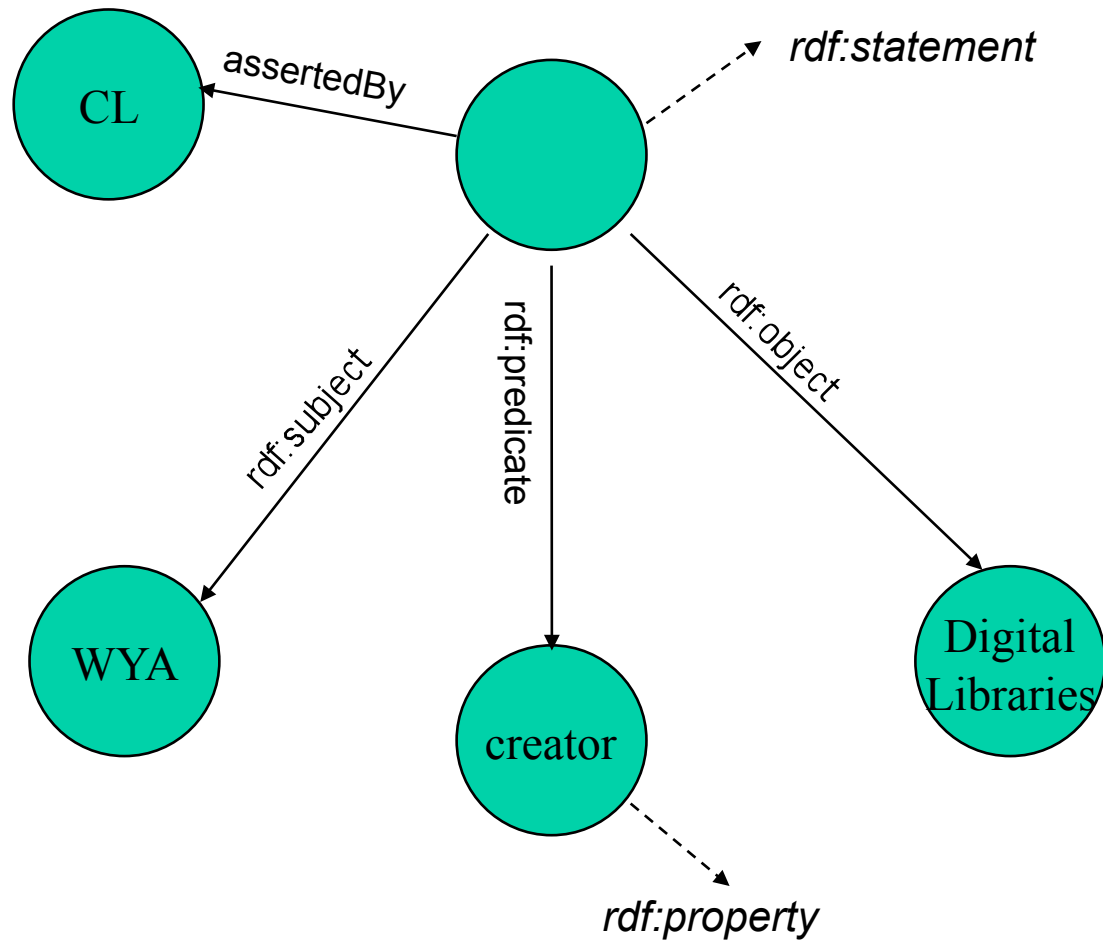 rdf:statement
assertedBy
CL
rdf:subject
rdf:predicate
rdf:object
WYA
creator
Digital
Libraries
rdf:property